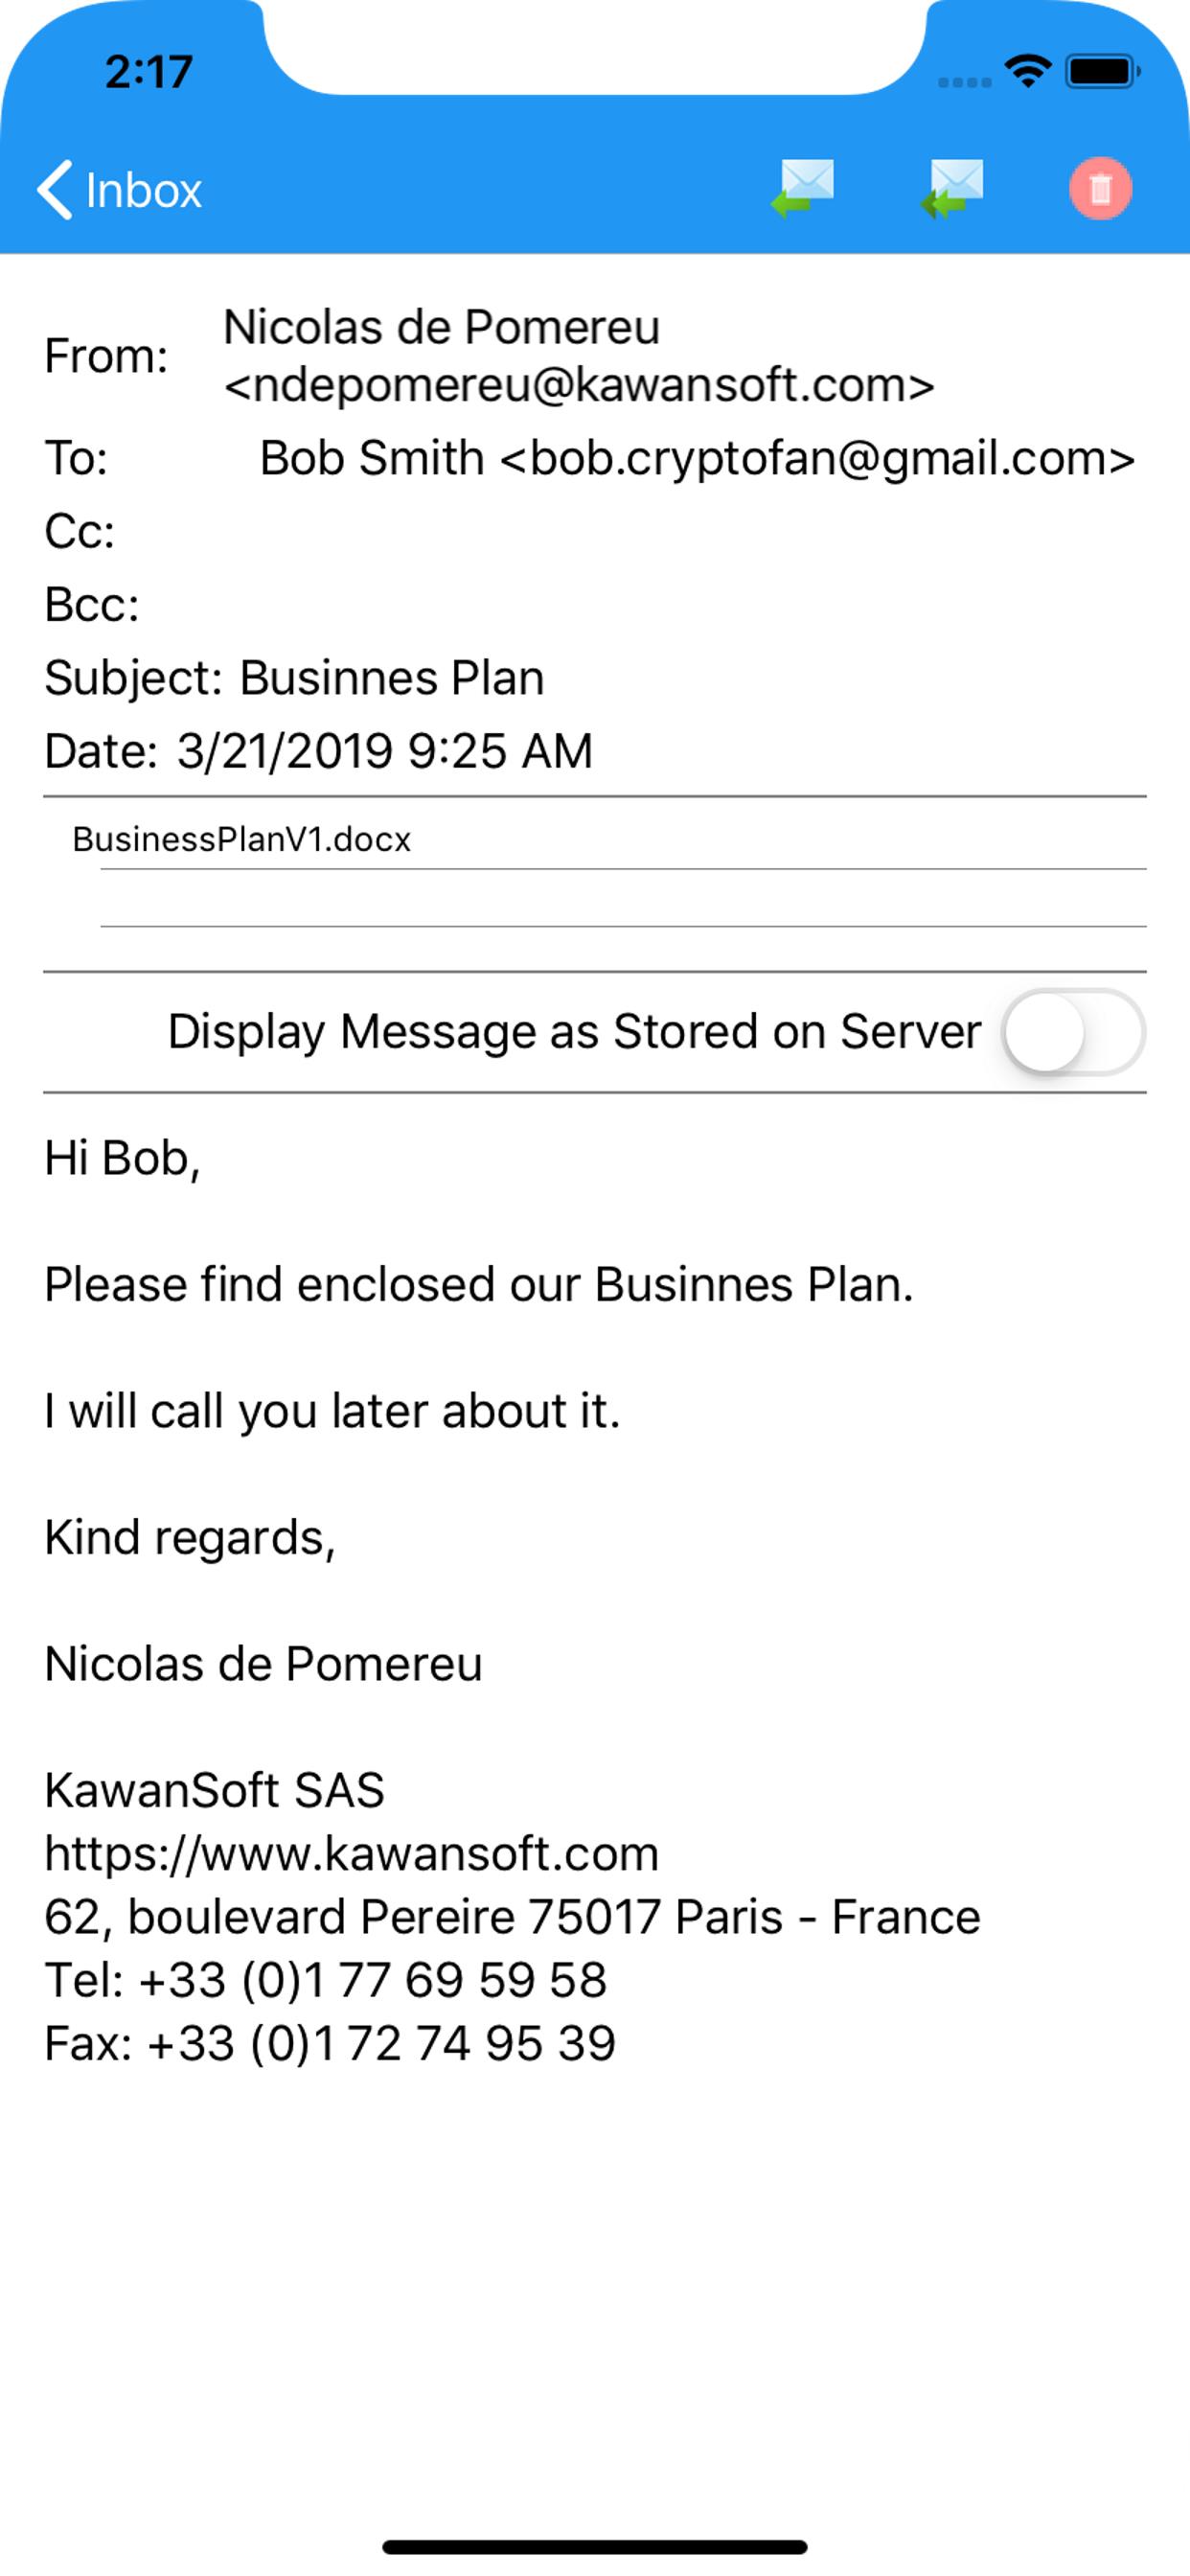 2:17
Inbox
From: Nicolas de Pomereu
<ndepomereu@kawansoft.com>
To: Bob Smith <bob.cryptofan@gmail.com>
Cc:
Bcc:
Subject: Businnes Plan
Date: 3/21/2019 9:25 AM
BusinessPlanV1.docx
Display Message as Stored on Server
Hi Bob,
Please find enclosed our Businnes Plan.
I will call you later about it.
Kind regards,
Nicolas de Pomereu
KawanSoft SAS
https://www.kawansoft.com
62, boulevard Pereire 75017 Paris - France
Tel: +33 (0)1 77 69 59 58
Fax: +33 (0)1 72 74 95 39